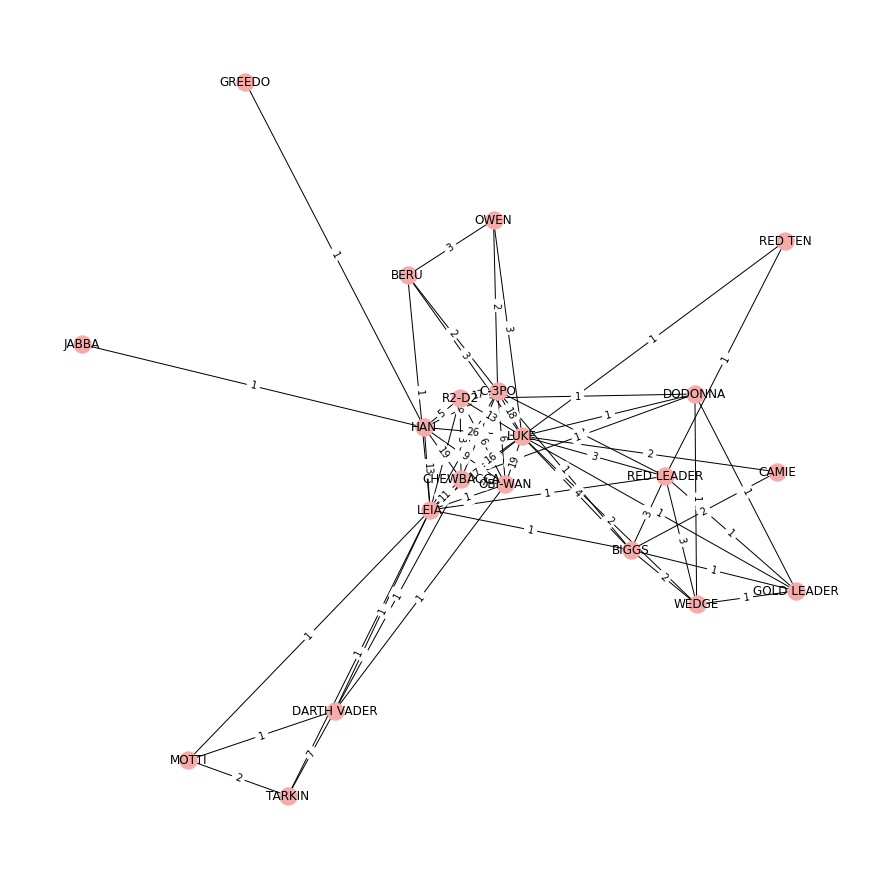 GREEDO
1
OWEN
RED TEN
3
BERU
1
2
3
2
3
1
JABBA
1
1
1
C-3PO
R2-D2
1
DODONNA
5
18
13
1
HAN
26
LUKE
1
6
3
19
9
16
19
3
2
1
CAMIE
13
CHEWBACCA
OBI-WAN
RED LEADER
11
1
1
4
1
1
LEIA
3
1
2
2
1
1
3
BIGGS
1
2
WEDGE
1
GOLD LEADER
1
1
1
1
1
DARTH VADER
1
7
MOTTI
2
TARKIN